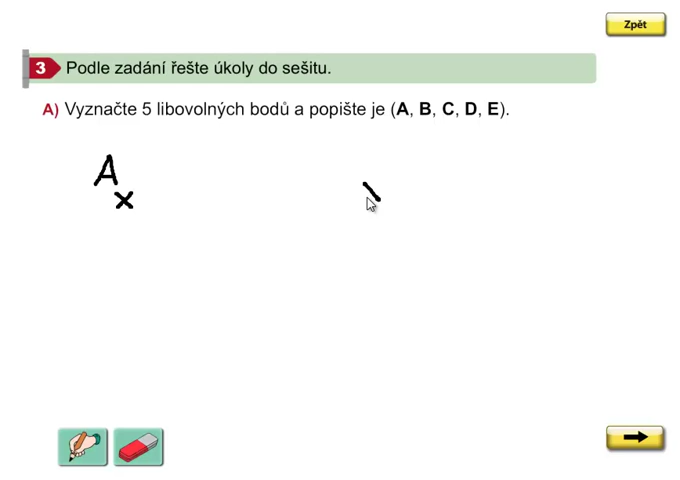 Zpět
3 Podle zadání řešte úkoly do sešitu.
A) Vyznačte 5 libovolných bodů a popište je (A, B, C, D, E).
A
×